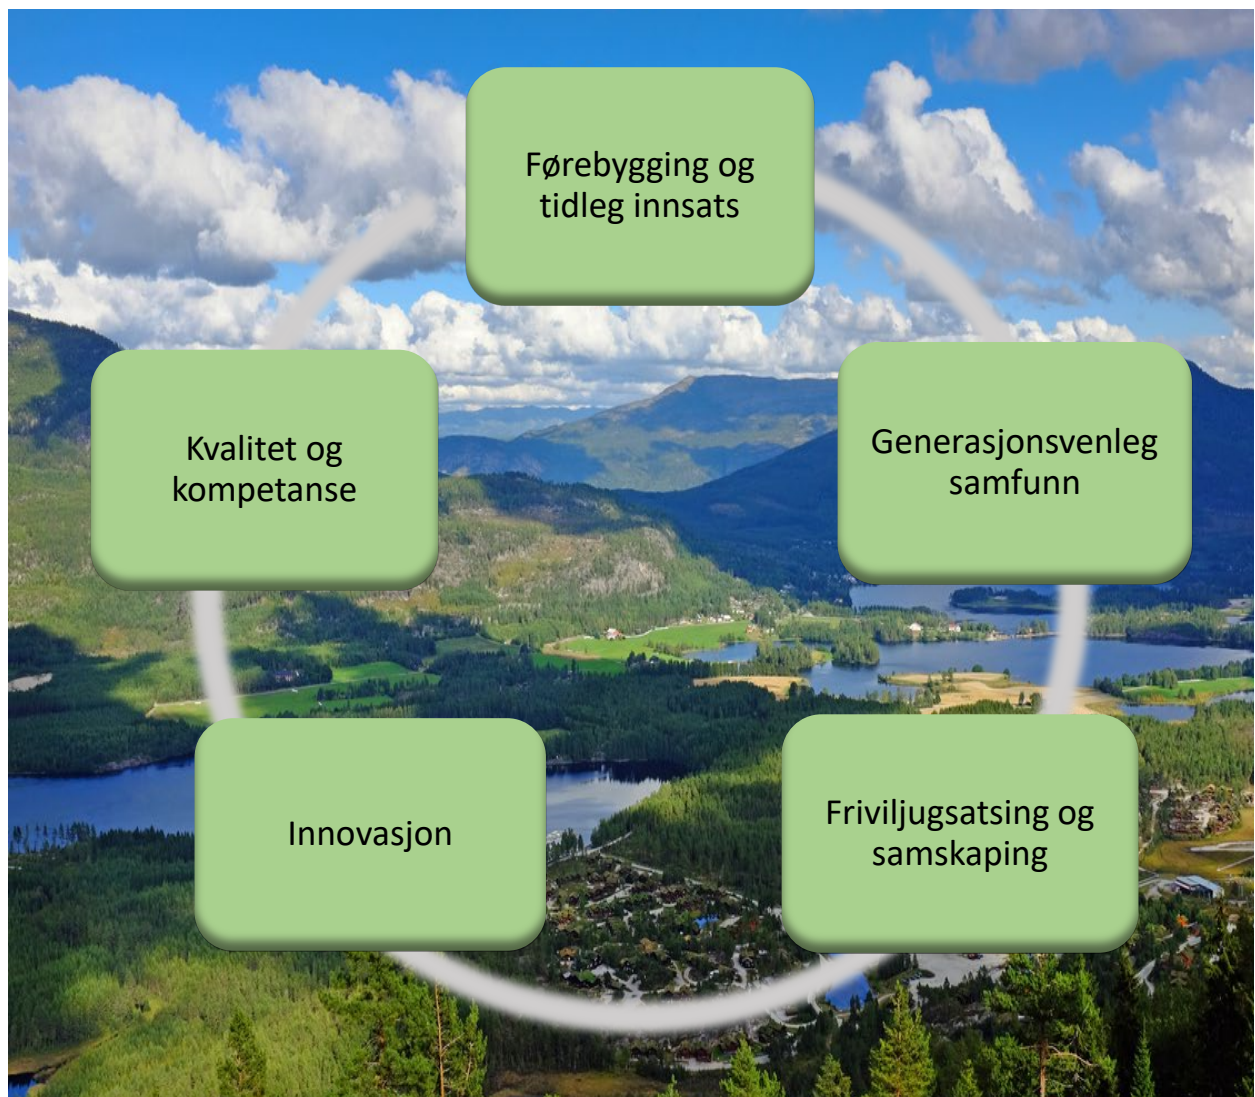 Førebygging og
tidleg innsats
Generasjonsvenleg
samfunn
Friviljugsatsing og
samskaping
Innovasjon
Kvalitet og
kompetanse